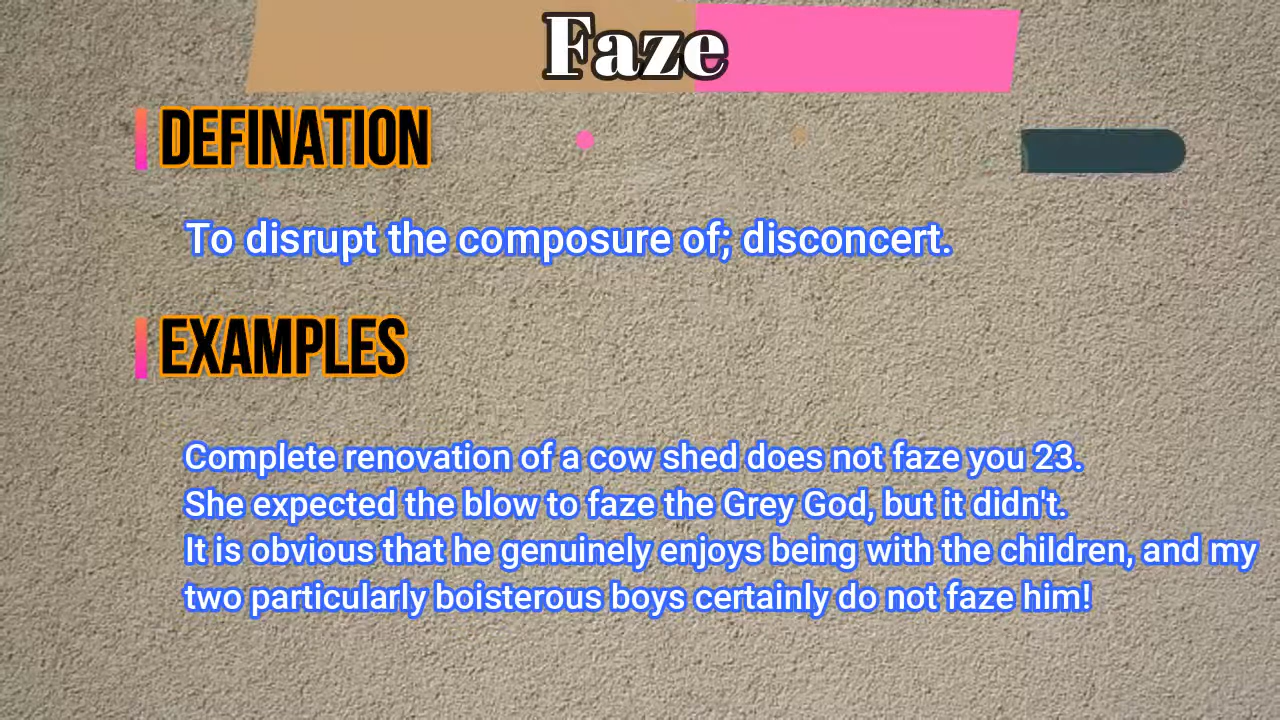 Faze
DEFINATION
To disrupt the composure of; disconcert.
EXAMPLES
Complete renovation of a cow shed does not faze you 23.
She expected the blow to faze the Grey God, but it didn't.
It is obvious that he genuinely enjoys being with the children, and my
two particularly boisterous boys certainly do not faze him!